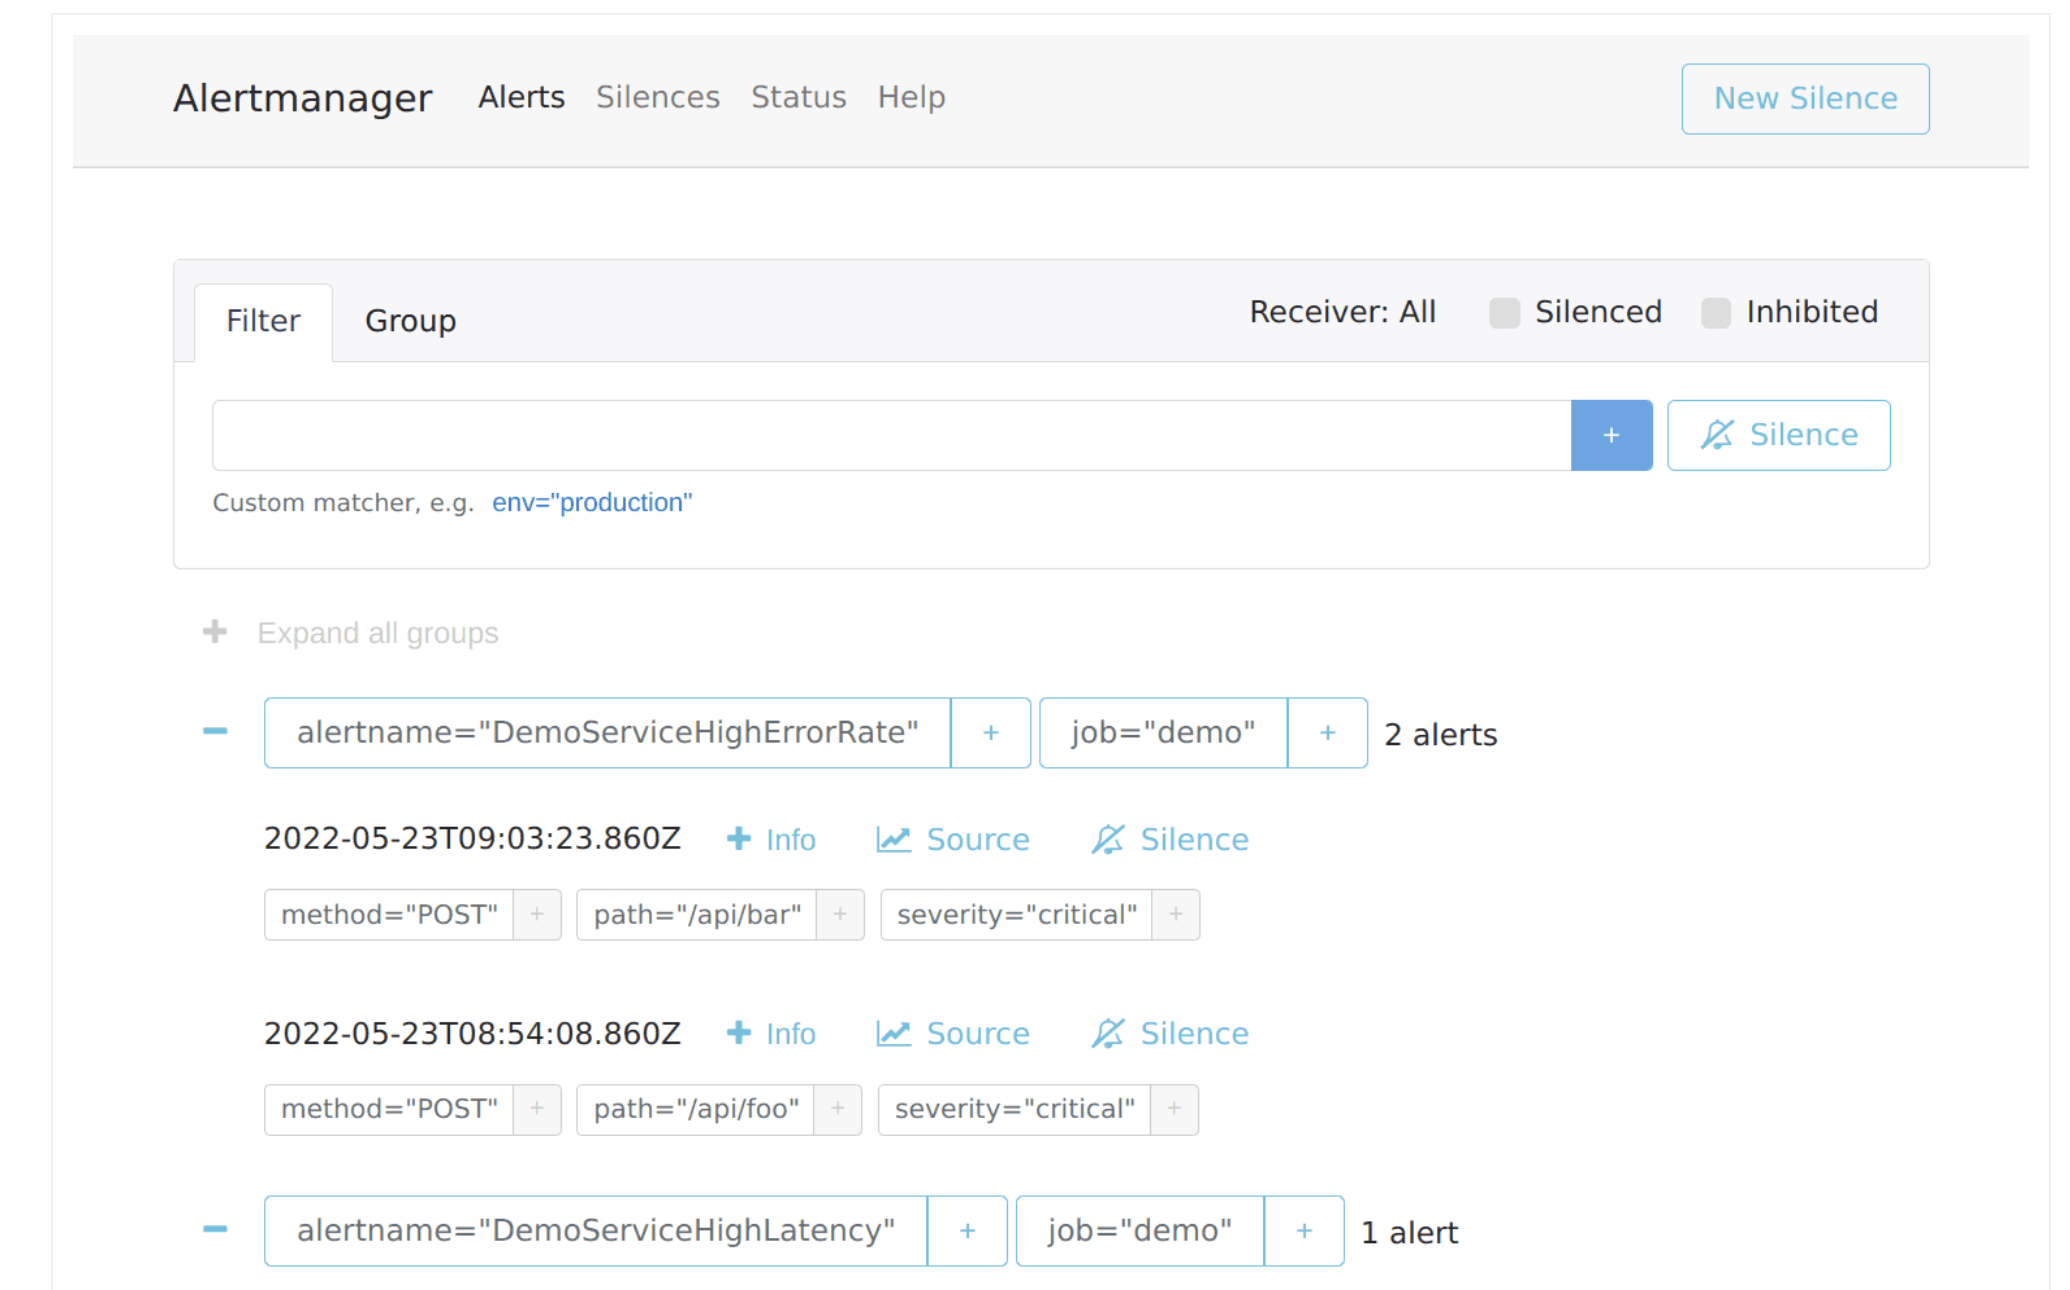 Alertmanager Alerts Silences Status Help New Silence
Filter Group Receiver: All Silenced Inhibited
+ Silence
Custom matcher, e.g. env="production"
+ Expand all groups
− alertname="DemoServiceHighErrorRate" + job="demo" + 2 alerts
2022-05-23T09:03:23.860Z + Info Source Silence
method="POST" + path="/api/bar" + severity="critical" +
2022-05-23T08:54:08.860Z + Info Source Silence
method="POST" + path="/api/foo" + severity="critical" +
− alertname="DemoServiceHighLatency" + job="demo" + 1 alert